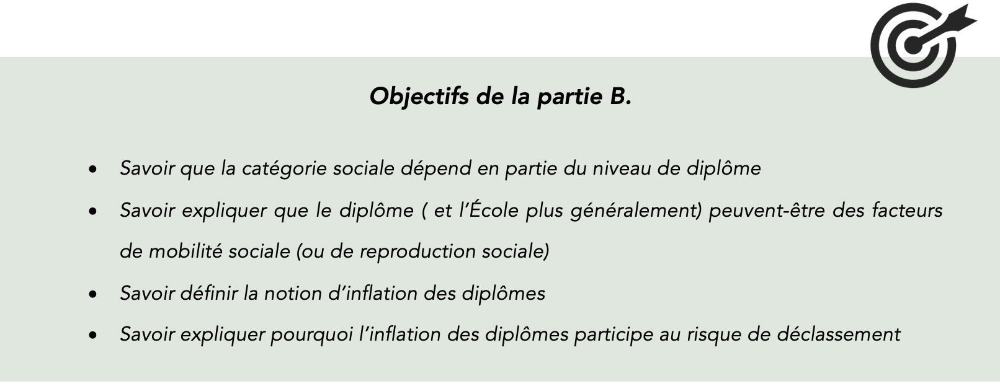 Objectifs de la partie B.
• Savoir que la catégorie sociale dépend en partie du niveau de diplôme
• Savoir expliquer que le diplôme ( et l’École plus généralement) peuvent-être des facteurs
de mobilité sociale (ou de reproduction sociale)
• Savoir définir la notion d’inflation des diplômes
• Savoir expliquer pourquoi l’inflation des diplômes participe au risque de déclassement